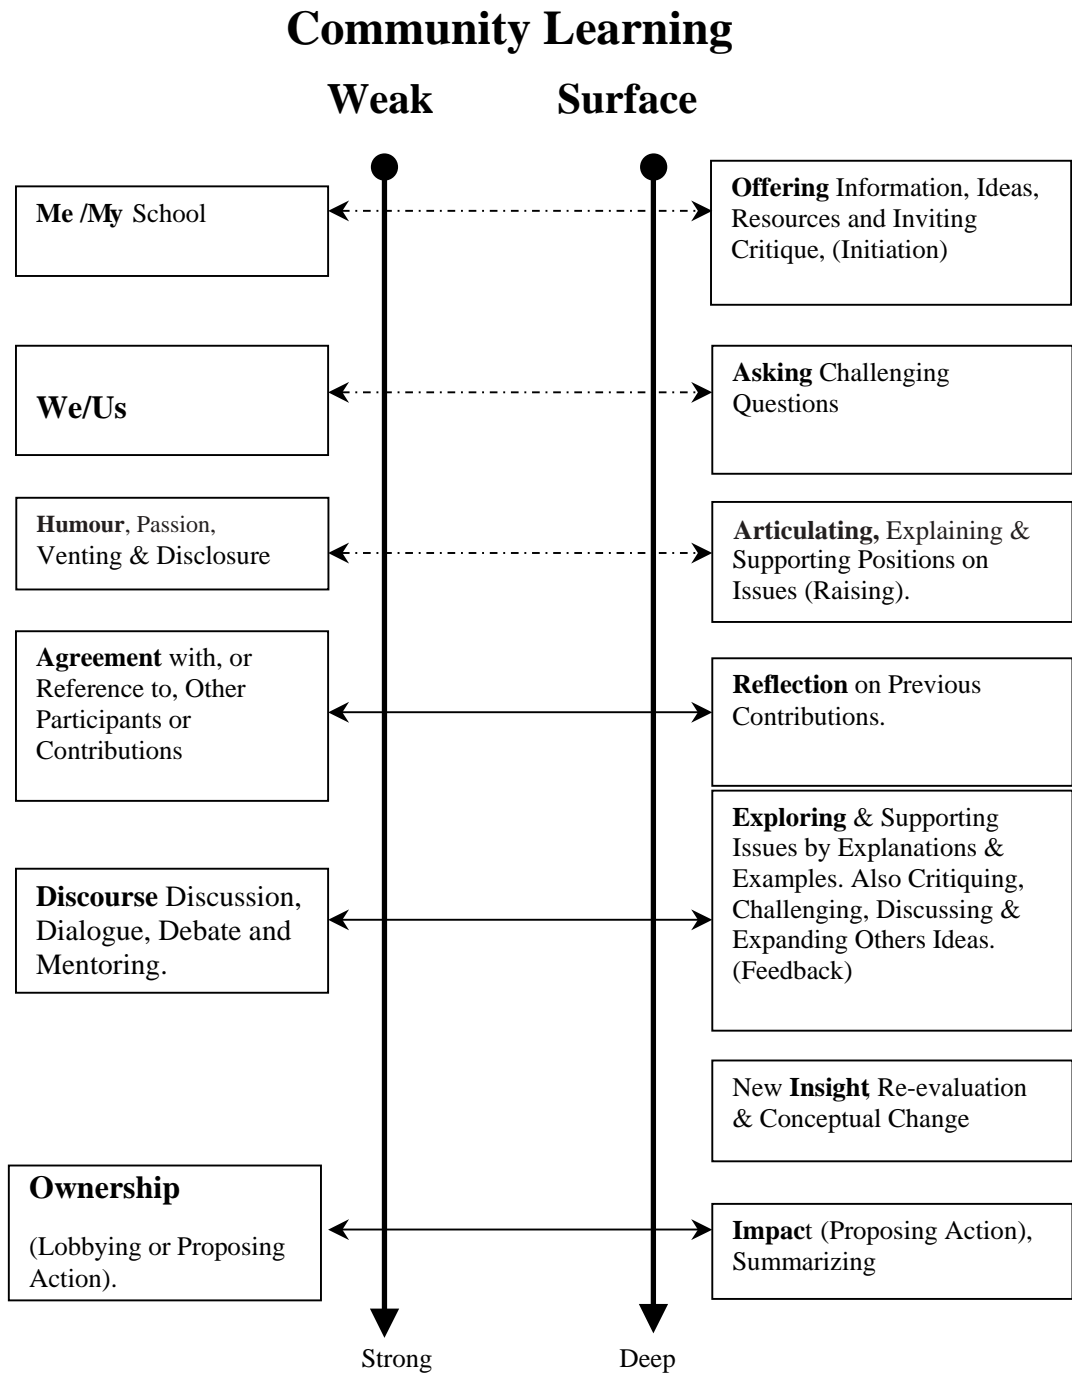 Community Learning
Weak Surface
Me /My School
Offering Information, Ideas,
Resources and Inviting
Critique, (Initiation)
We/Us
Asking Challenging
Questions
Humour, Passion,
Venting & Disclosure
Articulating, Explaining &
Supporting Positions on
Issues (Raising).
Agreement with, or
Reference to, Other
Participants or
Contributions
Reflection on Previous
Contributions.
Discourse Discussion,
Dialogue, Debate and
Mentoring.
Exploring & Supporting
Issues by Explanations &
Examples. Also Critiquing,
Challenging, Discussing &
Expanding Others Ideas.
(Feedback)
New Insight, Re-evaluation
& Conceptual Change
Ownership
(Lobbying or Proposing
Action).
Impact (Proposing Action),
Summarizing
Strong Deep